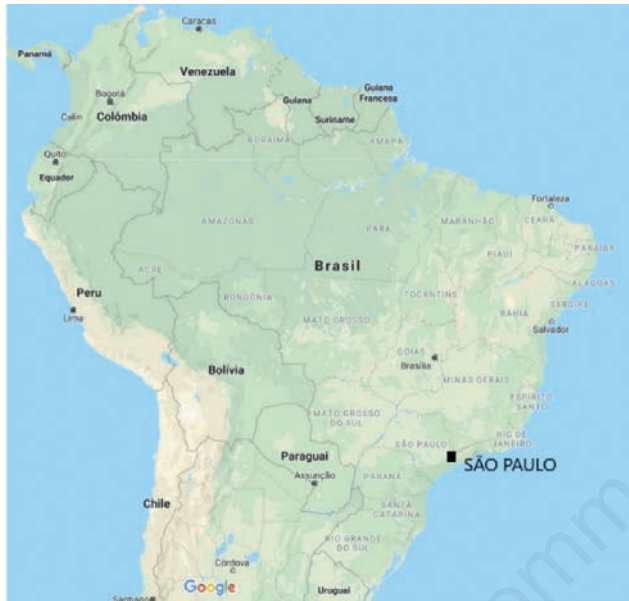 Caracas
Panamá
Venezuela
Bogotá
Guiana
Guiana
Francesa
Calin
Colômbia
Suriname
RORAIMA
AMAPÁ
Quito
Equador
Fortaleza
AMAZONAS
PARÁ
MARANHÃO
CEARÁ
PIAUÍ
PARAÍBA
ACRE
Brasil
ALAGOAS
Peru
RONDÔNIA
TOCANTINS
SERGIPE
Lima
MATO GROSSO
BAHIA
Salvador
GOIÁS
Brasília
Bolívia
MINAS GERAIS
ESPÍRITO
SANTO
MATO GROSSO
DO SUL
RIO DE
JANEIRO
SÃO PAULO
Paraguai
SÃO PAULO
Assunção
PARANÁ
Chile
SANTA
CATARINA
RIO GRANDE
DO SUL
Córdova
Google
Uruguai
Santiago